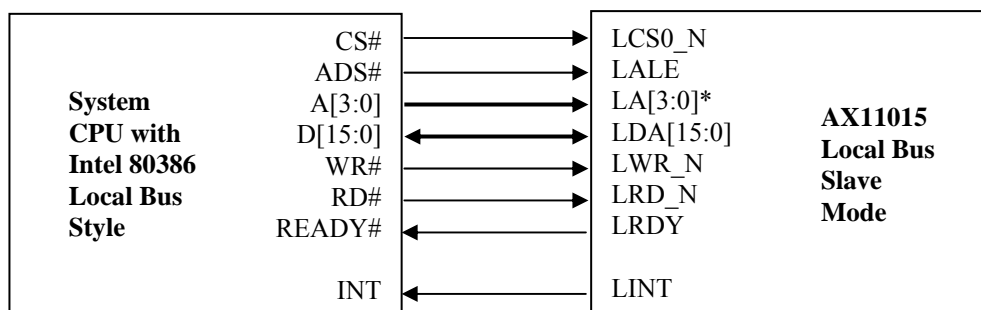 System
CPU with
Intel 80386
Local Bus
Style
CS#
ADS#
A[3:0]
D[15:0]
WR#
RD#
READY#
INT
LCS0_N
LALE
LA[3:0]*
LDA[15:0]
LWR_N
LRD_N
LRDY
LINT
AX11015
Local Bus
Slave
Mode